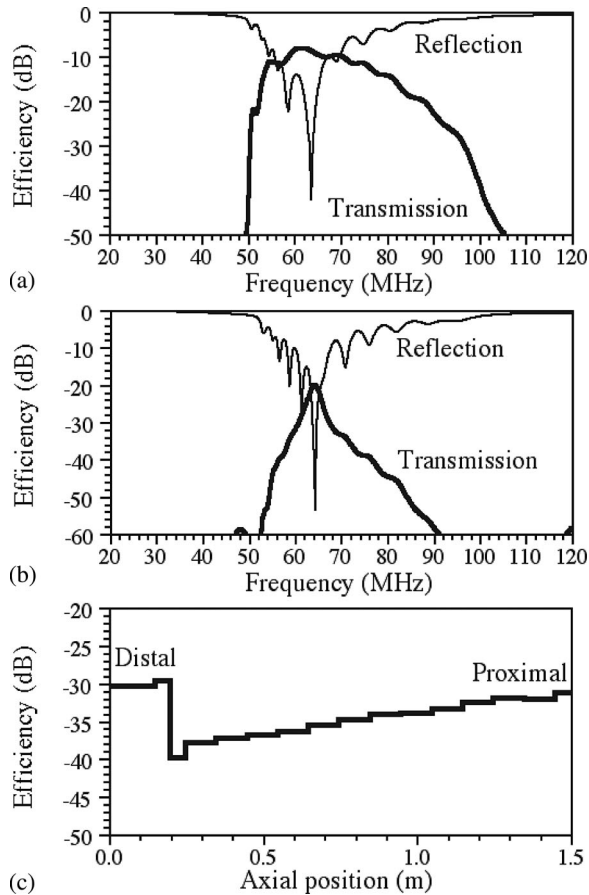 0
-10
-20
-30
-40
-50
Efficiency (dB)
Reflection
Transmission
20 30 40 50 60 70 80 90 100 110 120
(a)
Frequency (MHz)
0
-10
-20
-30
-40
-50
-60
Efficiency (dB)
Reflection
Transmission
20 30 40 50 60 70 80 90 100 110 120
(b)
Frequency (MHz)
-20
-25
-30
-35
-40
-45
-50
Efficiency (dB)
Distal
Proximal
0.0 0.5 1.0 1.5
(c)
Axial position (m)